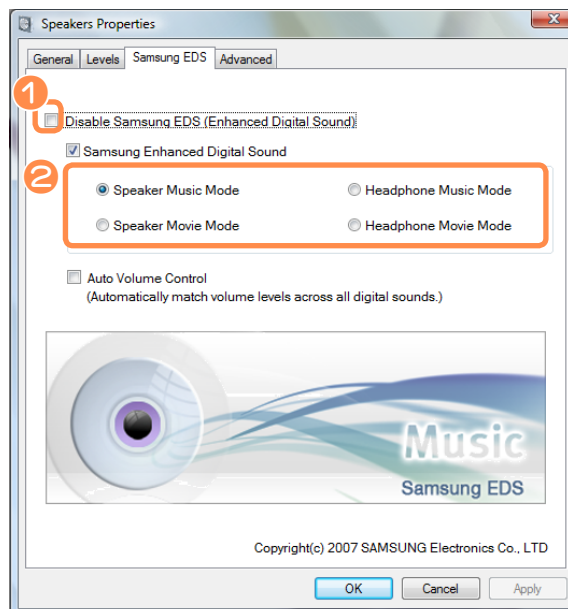 Speakers Properties
General Levels Samsung EDS Advanced
1
Disable Samsung EDS (Enhanced Digital Sound)
Samsung Enhanced Digital Sound
2
Speaker Music Mode Headphone Music Mode
Speaker Movie Mode Headphone Movie Mode
Auto Volume Control
(Automatically match volume levels across all digital sounds.)
Music
Samsung EDS
Copyright(c) 2007 SAMSUNG Electronics Co., LTD
OK Cancel Apply